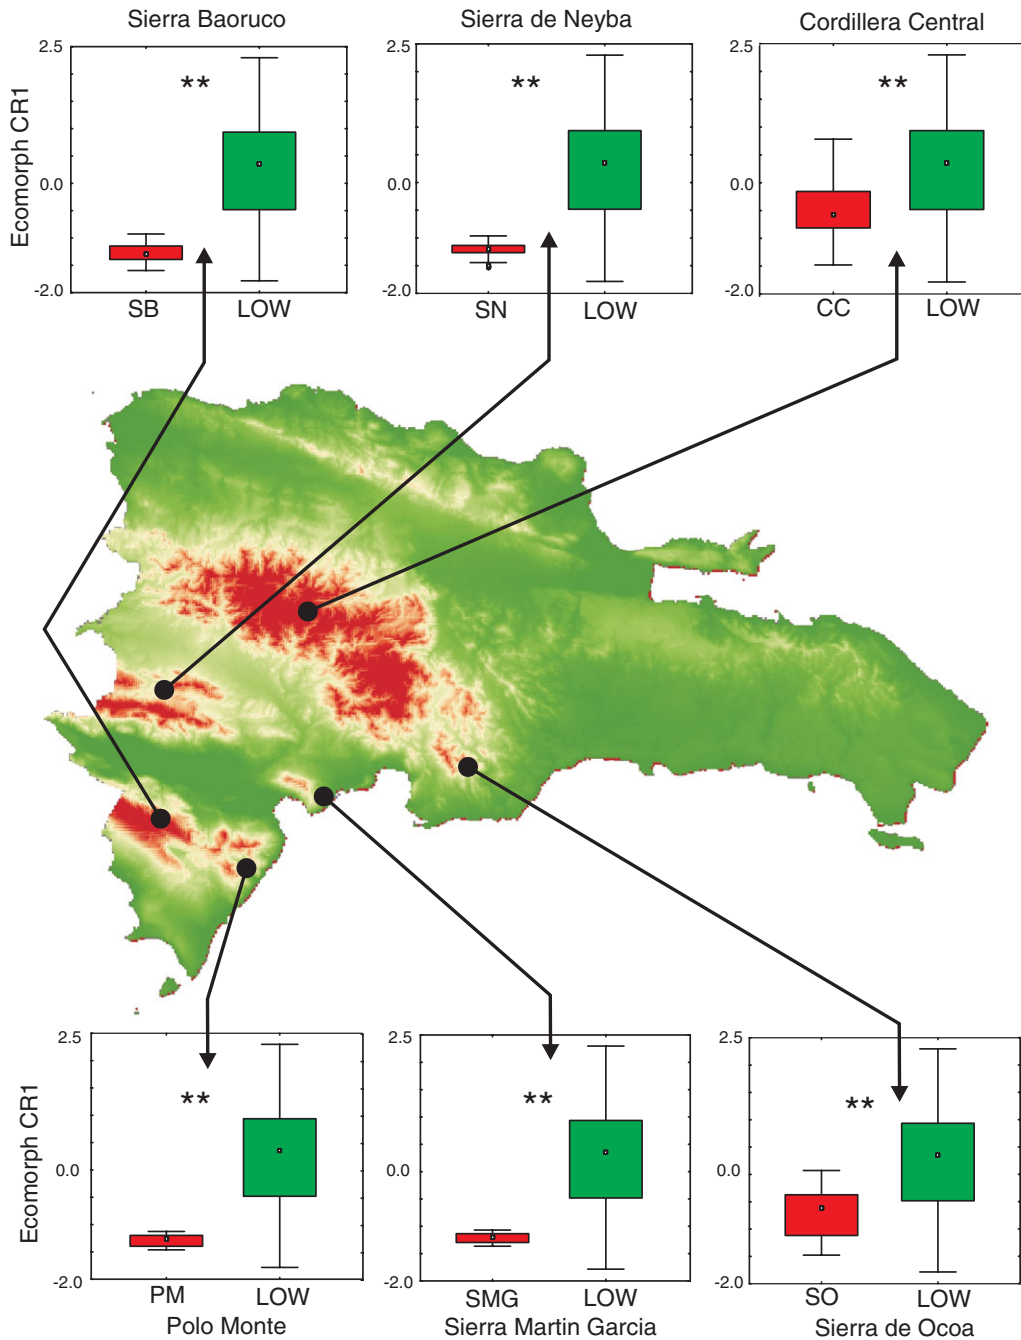 Sierra Baoruco
Sierra de Neyba
Cordillera Central
Ecomorph CR1
2.5
0.0
-2.0
**
SB
LOW
2.5
0.0
-2.0
**
SN
LOW
2.5
0.0
-2.0
**
CC
LOW
Ecomorph CR1
2.5
0.0
-2.0
**
PM
LOW
Polo Monte
2.5
0.0
-2.0
**
SMG
LOW
Sierra Martin Garcia
2.5
0.0
-2.0
**
SO
LOW
Sierra de Ocoa